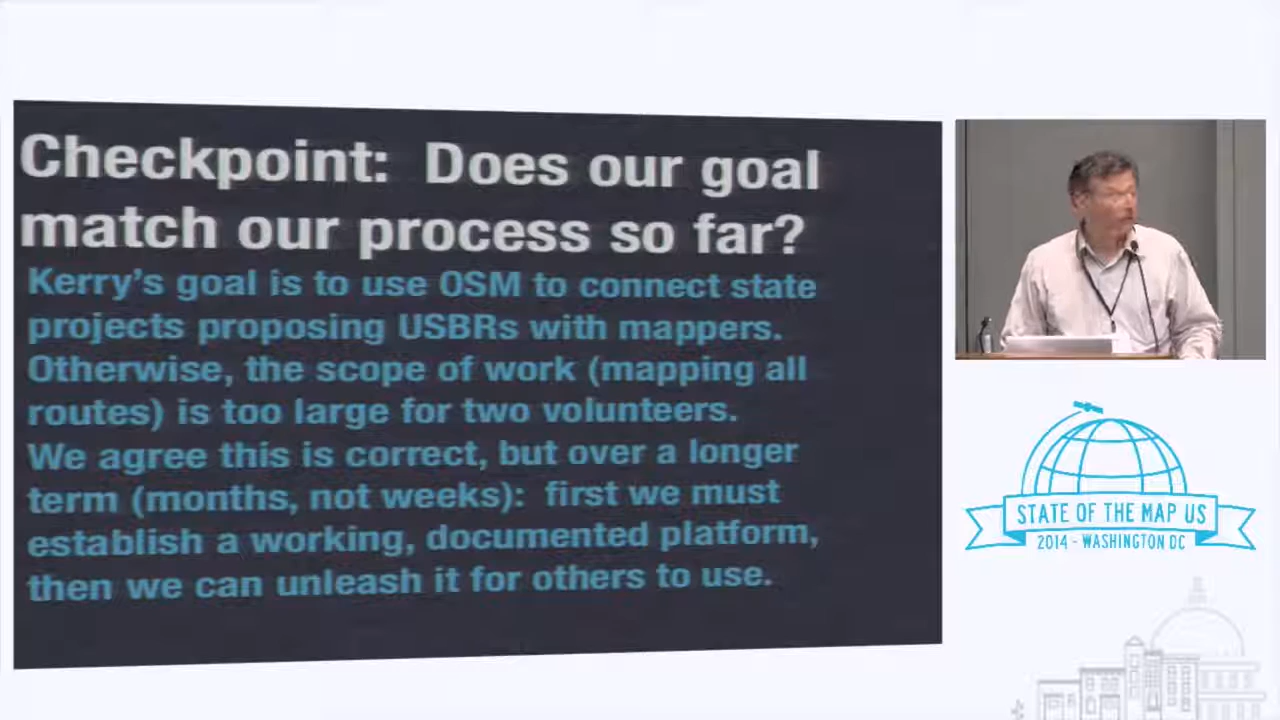 Checkpoint:  Does our goal
match our process so far?
Kerry's goal is to use OSM to connect state
projects proposing USBRs with mappers.
Otherwise, the scope of work (mapping all
routes) is too large for two volunteers.
We agree this is correct, but over a longer
term (months, not weeks):  first we must
establish a working, documented platform,
then we can unleash it for others to use.
STATE OF THE MAP US
2014 - WASHINGTON DC